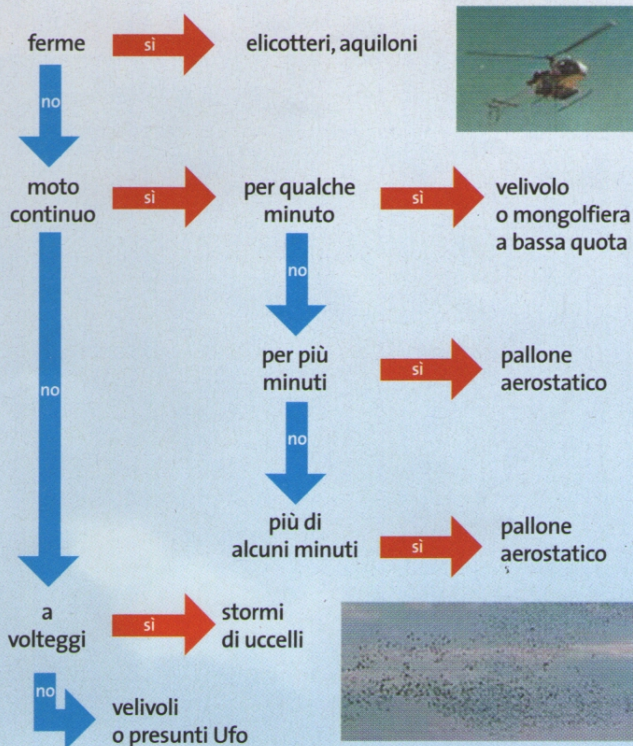 ferme
sì
elicotteri, aquiloni
no
moto
continuo
sì
per qualche
minuto
sì
velivolo
o mongolfiera
a bassa quota
no
per più
minuti
sì
pallone
aerostatico
no
no
più di
alcuni minuti
sì
pallone
aerostatico
a
volteggi
sì
stormi
di uccelli
no
velivoli
o presunti Ufo